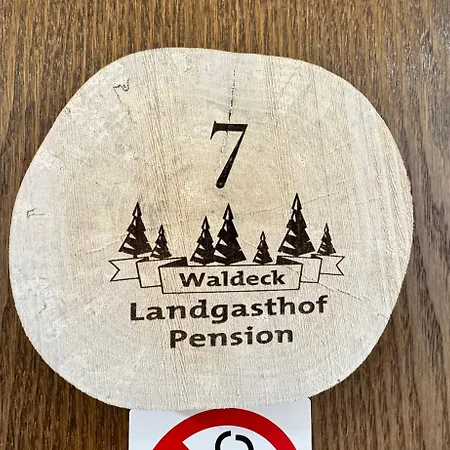 7
Waldeck
Landgasthof
Pension